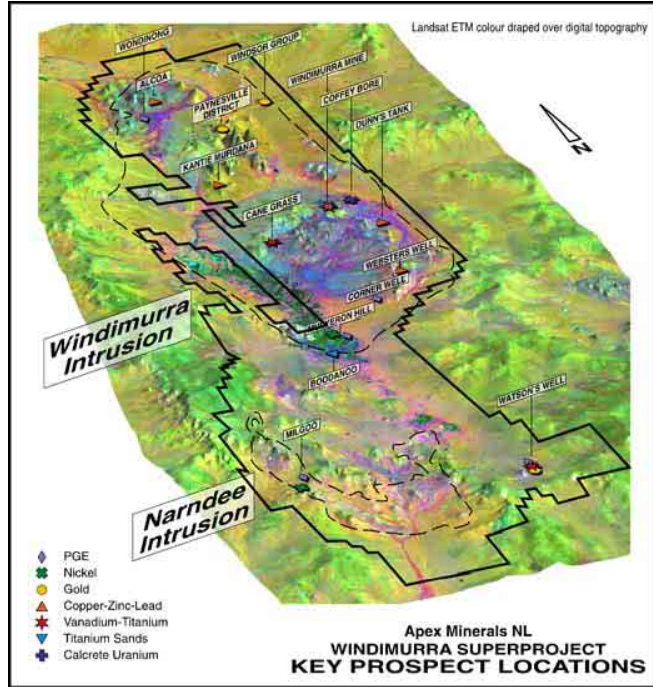 Landsat ETM colour draped over digital topography
WONDINONG
WINDSOR GROUP
ALCOA
WINDIMURRA MINE
PAYNESVILLE
DISTRICT
COFFEY BORE
DUNN'S TANK
KANTIE MURDANA
CANE GRASS
WEBSTERS WELL
CORNER WELL
HILL
BODDANOO
Windimurra
Intrusion
WATSON'S WELL
MILGOO
Narndee
Intrusion
N
PGE
Nickel
Gold
Copper-Zinc-Lead
Vanadium-Titanium
Titanium Sands
Calcrete Uranium
Apex Minerals NL
WINDIMURRA SUPERPROJECT
KEY PROSPECT LOCATIONS